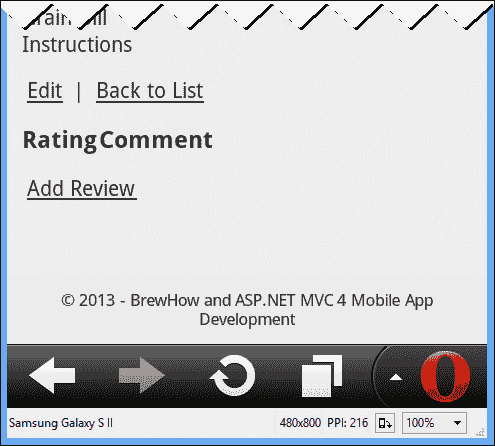 Instructions
Edit | Back to List
RatingComment
Add Review
© 2013 - BrewHow and ASP.NET MVC 4 Mobile App
Development
Samsung Galaxy S II 480x800 PPI: 216 100%